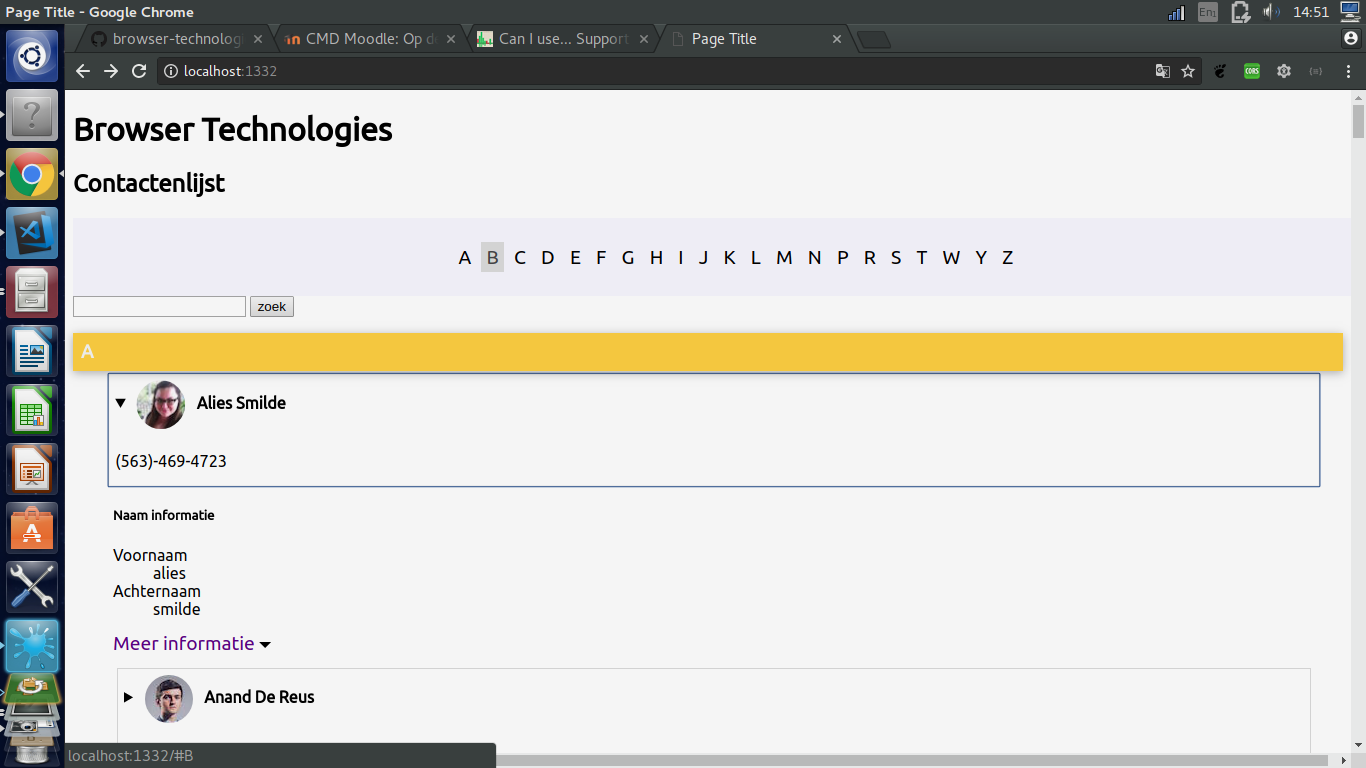 Page Title - Google Chrome
En₁
14:51
browser-technolog
CMD Moodle: Op d
Can I use... Support
Page Title
localhost:1332
CORS
Browser Technologies
Contactenlijst
A B C D E F G H I J K L M N P R S T W Y Z
zoek
A
Alies Smilde
(563)-469-4723
Naam informatie
Voornaam
alies
Achternaam
smilde
Meer informatie
Anand De Reus
localhost:1332/#B